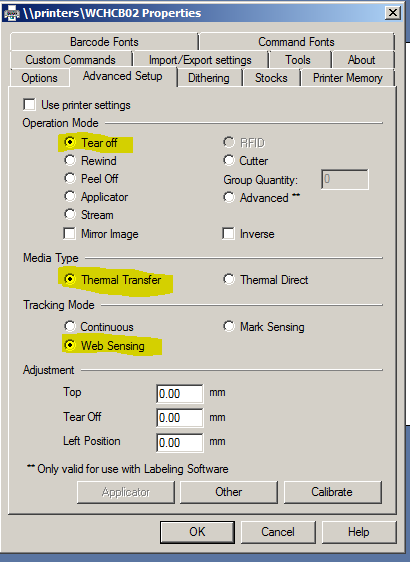 \\printers\WCHCB02 Properties
Barcode Fonts Command Fonts
Custom Commands Import/Export settings Tools About
Options Advanced Setup Dithering Stocks Printer Memory
Use printer settings
Operation Mode
Tear off RFID
Rewind Cutter
Peel Off Group Quantity: 0
Applicator Advanced **
Stream
Mirror Image Inverse
Media Type
Thermal Transfer Thermal Direct
Tracking Mode
Continuous Mark Sensing
Web Sensing
Adjustment
Top 0.00 mm
Tear Off 0.00 mm
Left Position 0.00 mm
** Only valid for use with Labeling Software
Applicator Other Calibrate
OK Cancel Help